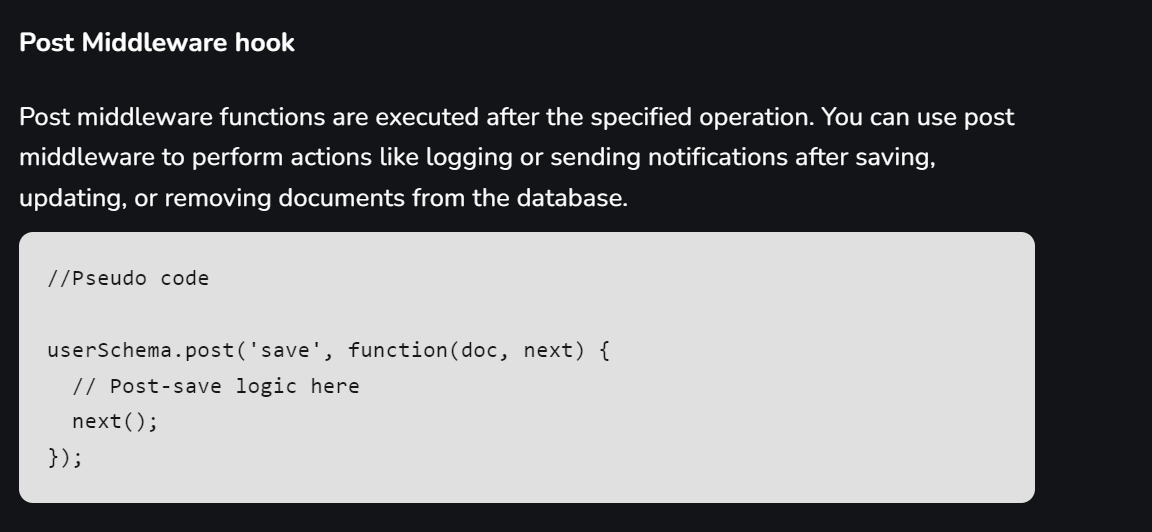 Post Middleware hook
Post middleware functions are executed after the specified operation. You can use post
middleware to perform actions like logging or sending notifications after saving,
updating, or removing documents from the database.
//Pseudo code
userSchema.post('save', function(doc, next) {
  // Post-save logic here
  next();
});